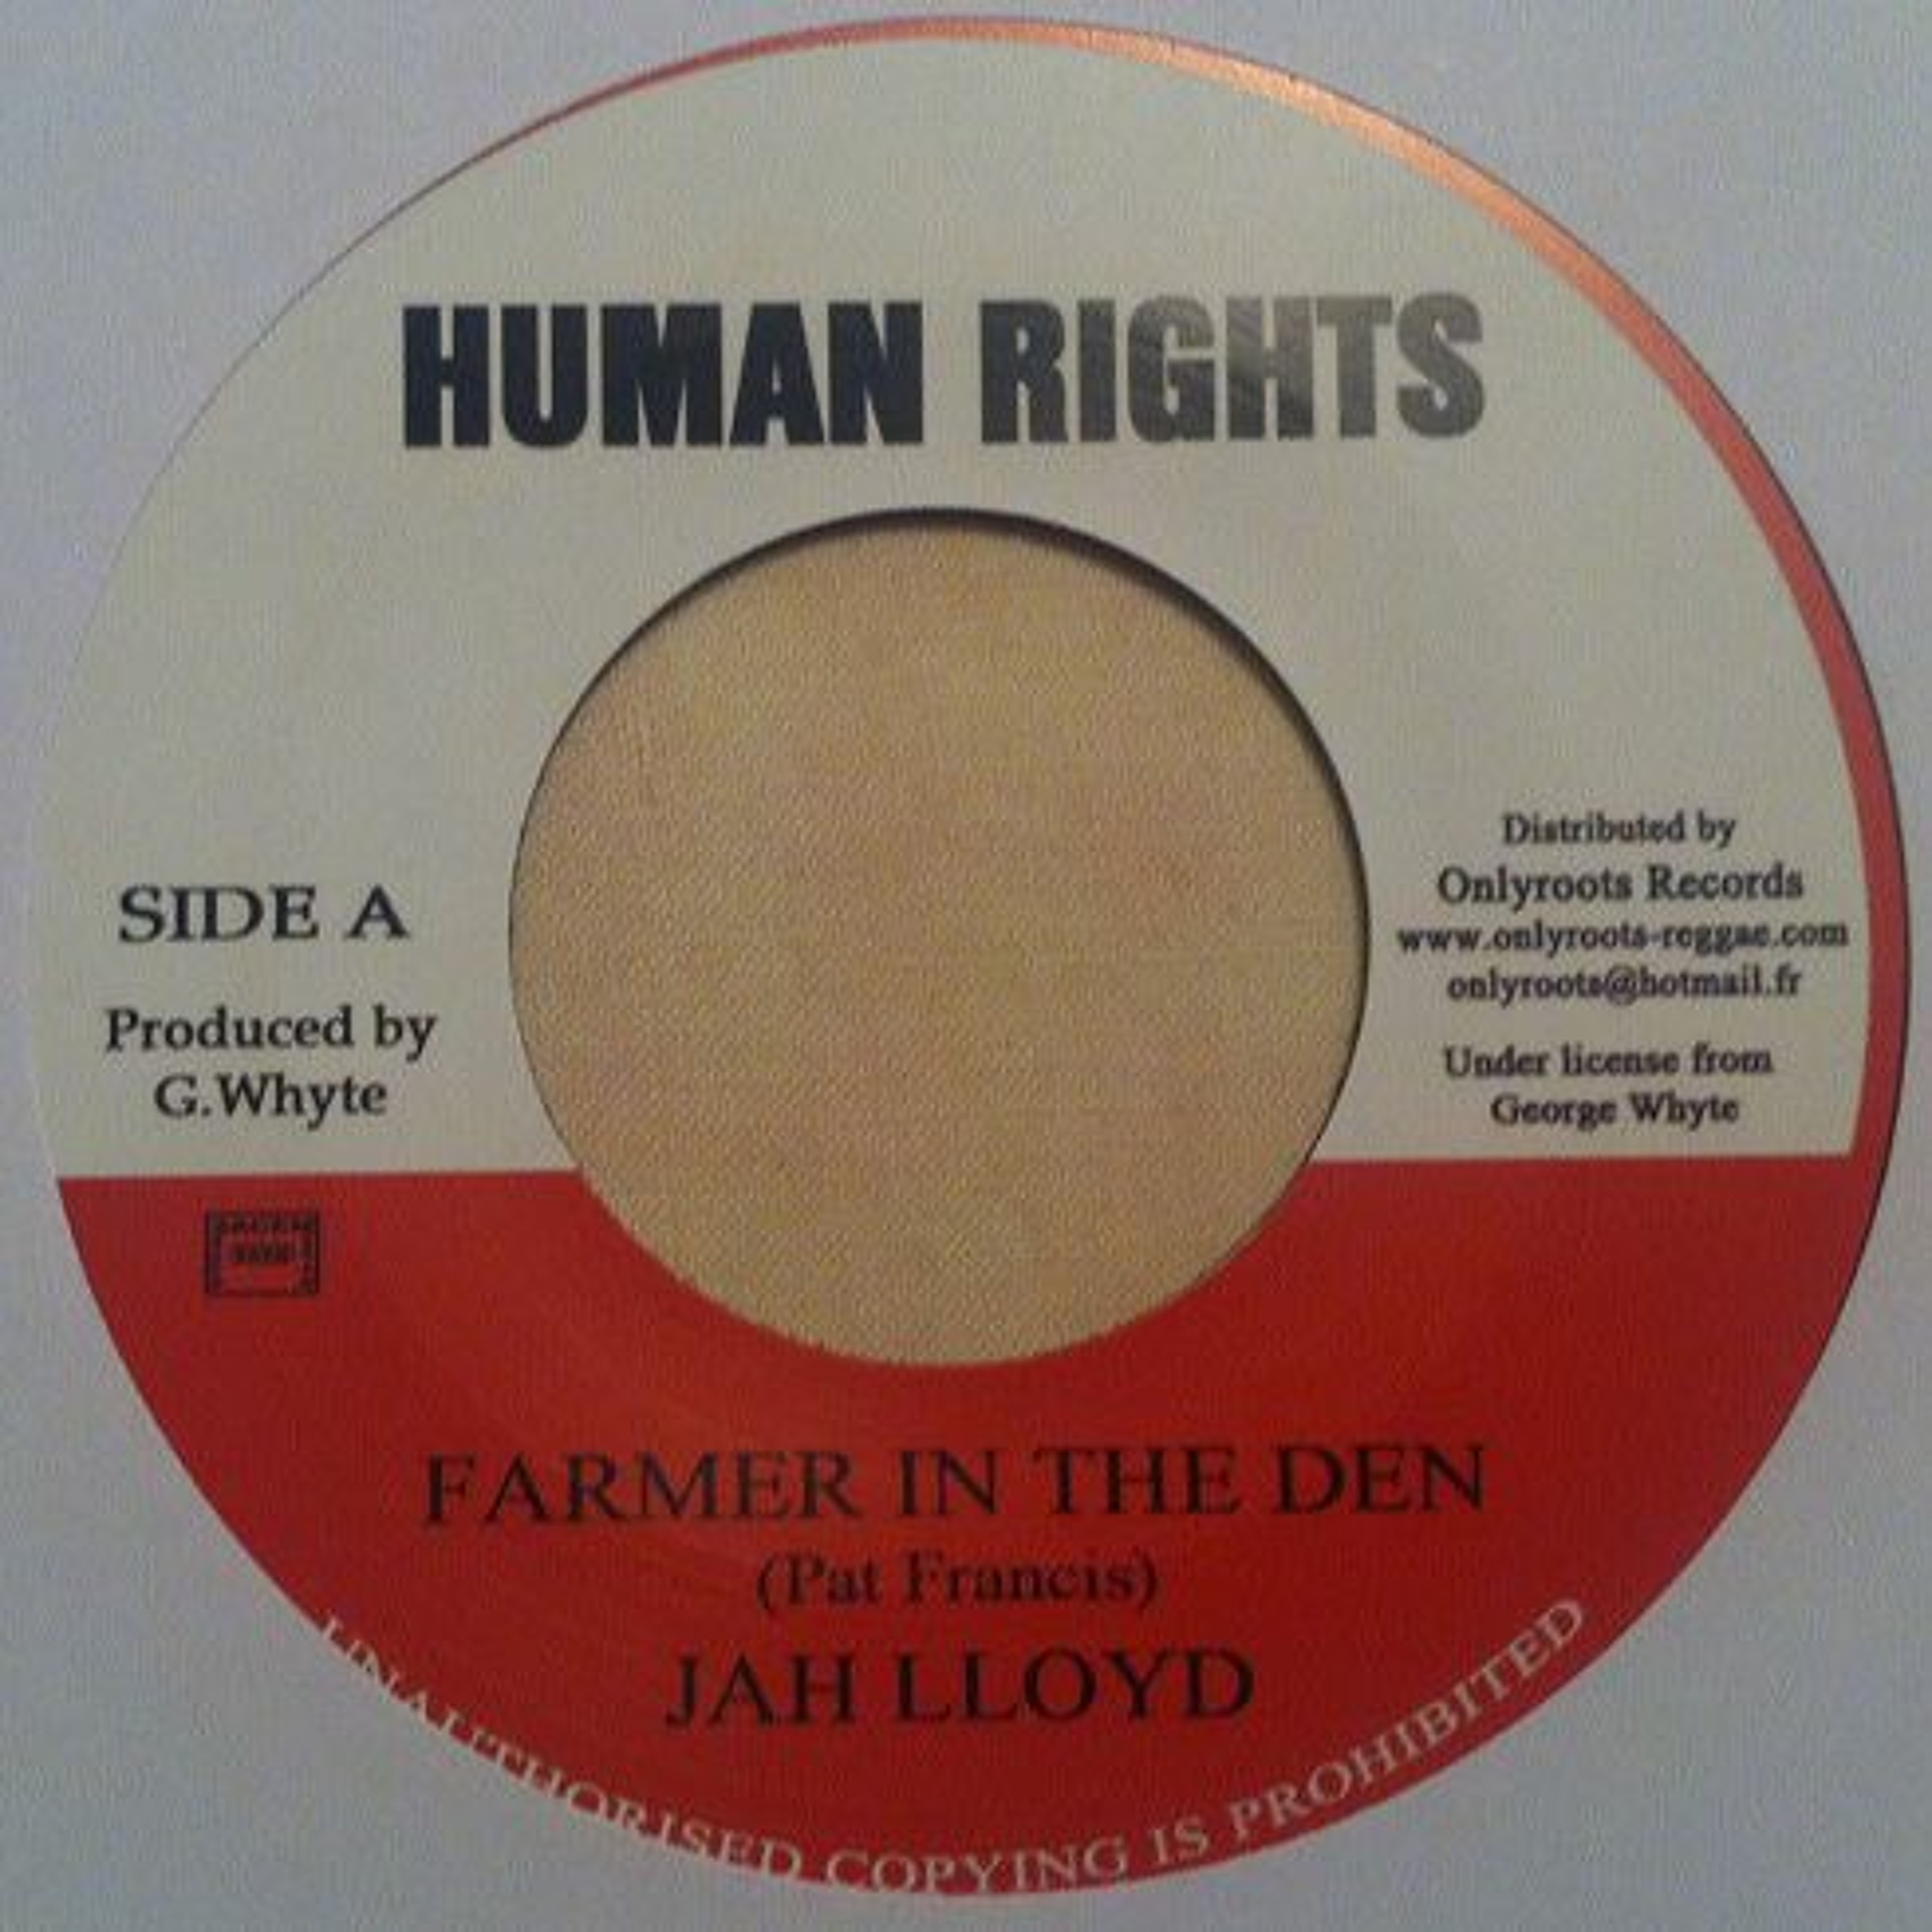 HUMAN RIGHTS
SIDE A
Produced by
G.Whyte
Distributed by
Onlyroots Records
www.onlyroots-reggae.com
onlyroots@hotmail.fr
Under license from
George Whyte
FARMER IN THE DEN
(Pat Francis)
JAH LLOYD
UNAUTHORISED COPYING IS PROHIBITED